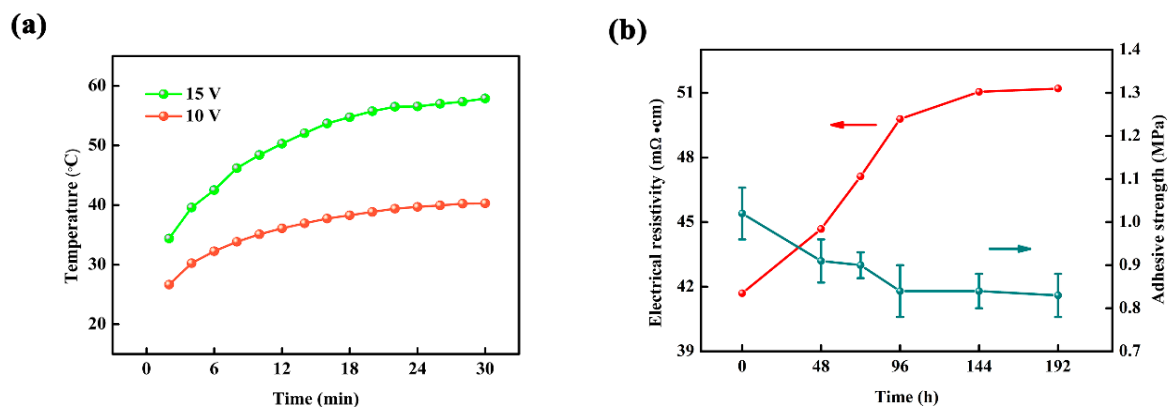 (a)
60
50
40
30
20
Temperature (°C)
15 V
10 V
0 6 12 18 24 30
Time (min)
(b)
51
48
45
42
39
Electrical resistivity (mΩ •cm)
1.4
1.3
1.2
1.1
1.0
0.9
0.8
0.7
Adhesive strength (MPa)
0 48 96 144 192
Time (h)